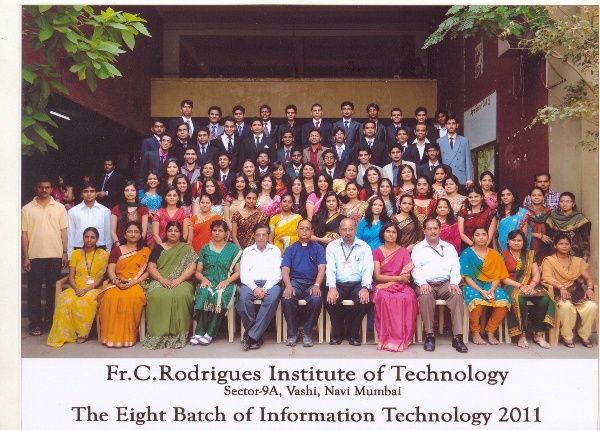 Fr.C.Rodrigues Institute of Technology
Sector-9A, Vashi, Navi Mumbai
The Eight Batch of Information Technology 2011